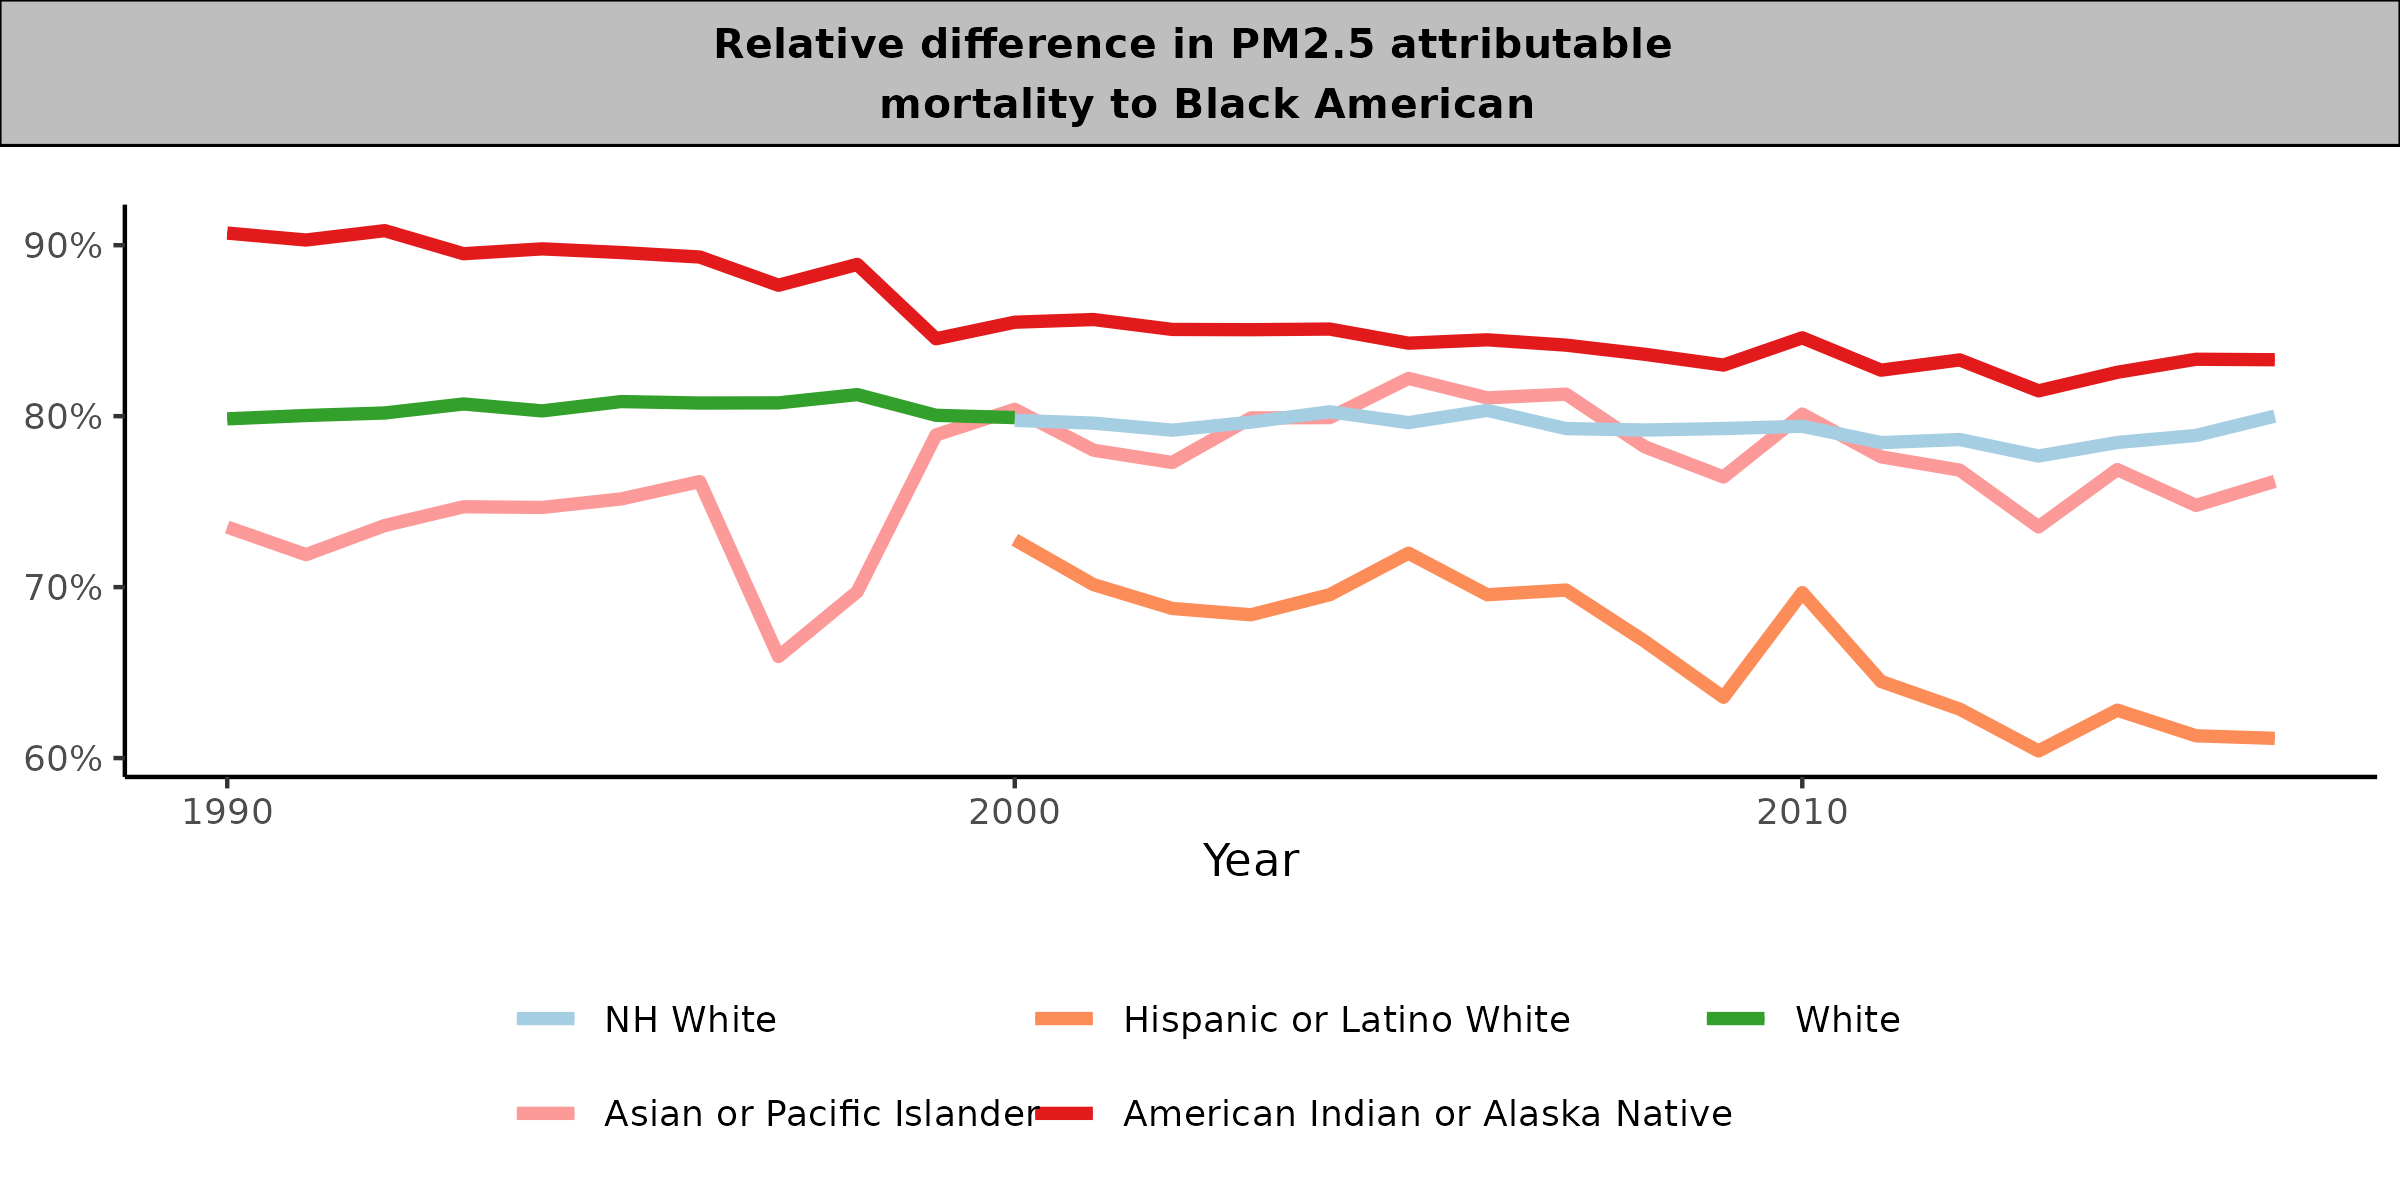 Relative difference in PM2.5 attributable
mortality to Black American
90%
80%
70%
60%
1990
2000
2010
Year
NH White
Hispanic or Latino White
White
Asian or Pacific Islander
American Indian or Alaska Native